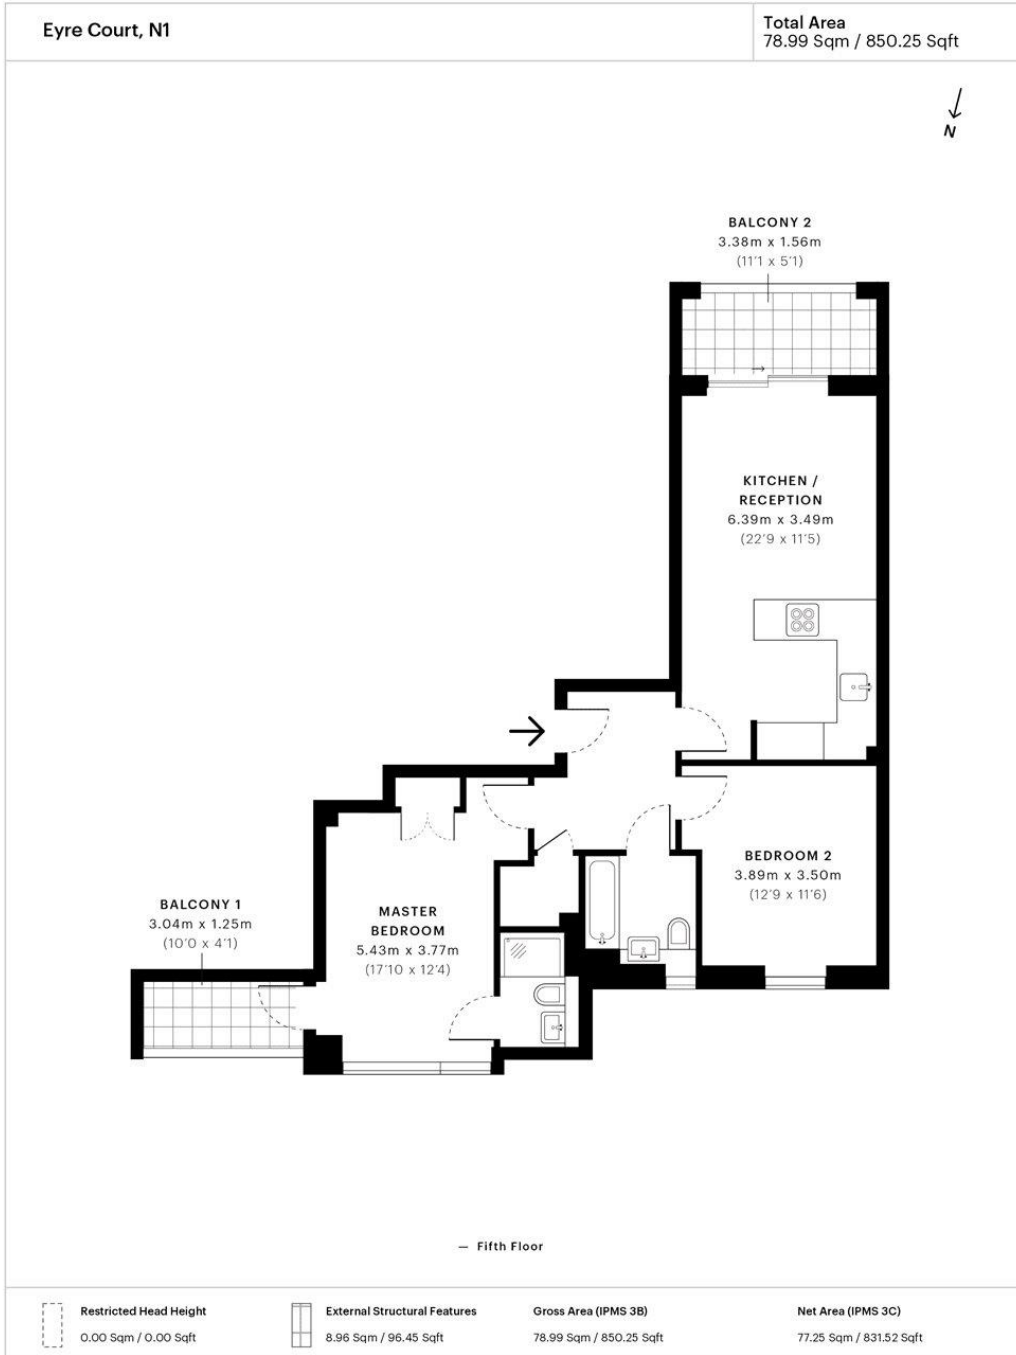 Eyre Court, N1
Total Area
78.99 Sqm / 850.25 Sqft
N
BALCONY 2
3.38m x 1.56m
(11'1 x 5'1)
KITCHEN /
RECEPTION
6.39m x 3.49m
(22'9 x 11'5)
BEDROOM 2
3.89m x 3.50m
(12'9 x 11'6)
BALCONY 1
3.04m x 1.25m
(10'0 x 4'1)
MASTER
BEDROOM
5.43m x 3.77m
(17'10 x 12'4)
— Fifth Floor
Restricted Head Height
0.00 Sqm / 0.00 Sqft
External Structural Features
8.96 Sqm / 96.45 Sqft
Gross Area (IPMS 3B)
78.99 Sqm / 850.25 Sqft
Net Area (IPMS 3C)
77.25 Sqm / 831.52 Sqft